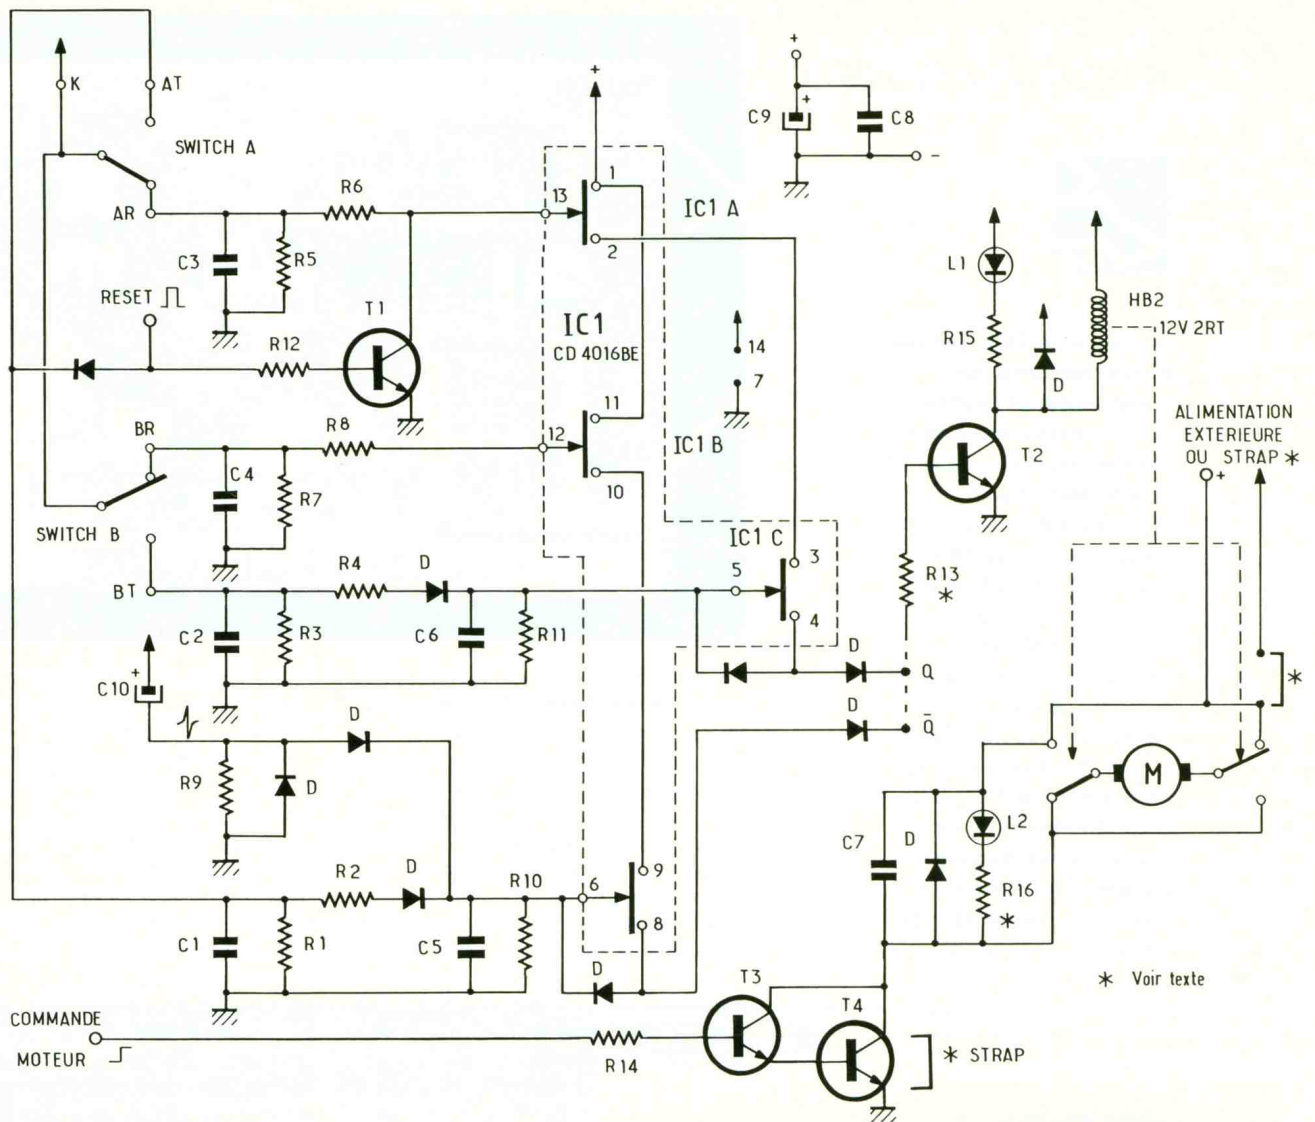 K
AT
SWITCH A
AR
C3
R5
R6
RESET
T1
R12
BR
R8
C4
R7
SWITCH B
BT
R4
D
C2
R3
C6
R11
+
C10
D
R9
D
R2
D
R10
C1
R1
C5
COMMANDE
MOTEUR
R14
+
13
1
2
IC1 A
IC1
CD 4016BE
11
12
10
IC1 B
14
7
IC1 C
5
3
4
D
Q
D
Q̄
6
9
8
D
+
C9
+
C8
-
L1
R15
D
HB2
12V 2RT
T2
R13
*
ALIMENTATION
EXTERIEURE
OU STRAP *
+
*
M
C7
D
L2
R16
*
T3
T4
* STRAP
* Voir texte